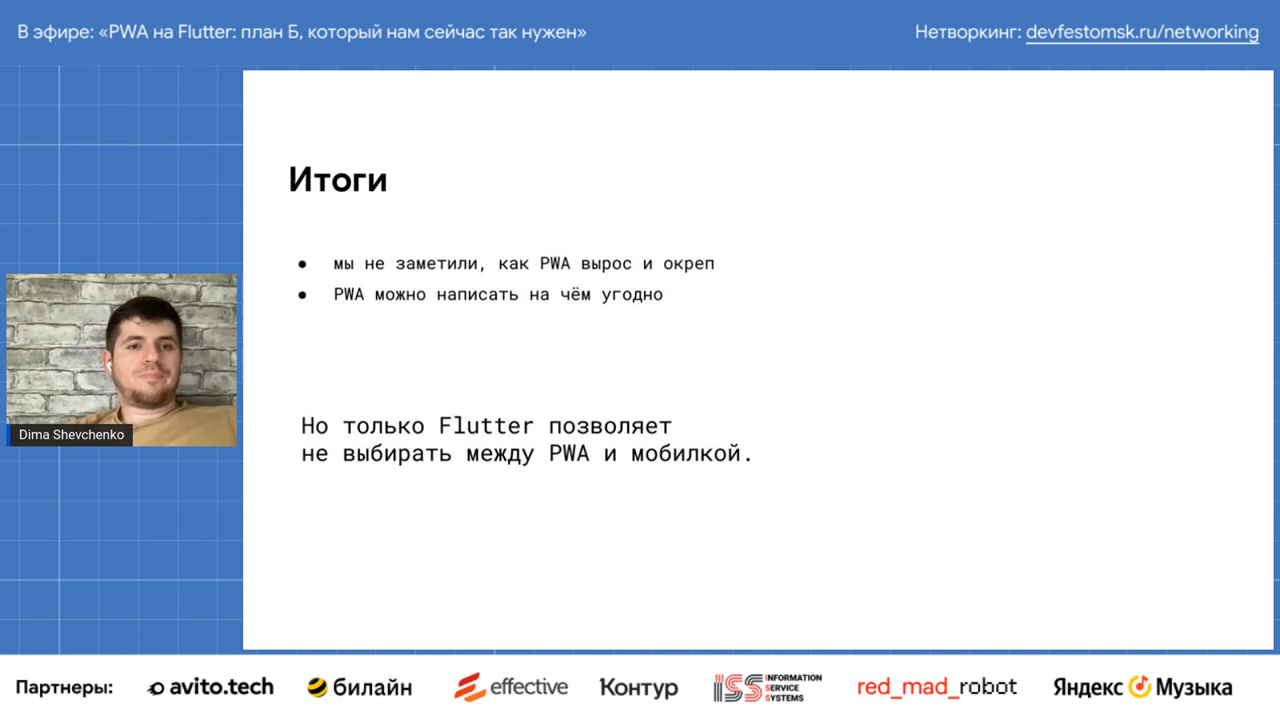 В эфире: «PWA на Flutter: план Б, который нам сейчас так нужен»
Нетворкинг: devfestomsk.ru/networking
Итоги
● мы не заметили, как PWA вырос и окреп
● PWA можно написать на чём угодно
Но только Flutter позволяет
не выбирать между PWA и мобилкой.
Dima Shevchenko
Партнеры: avito.tech билайн effective Контур ISS INFORMATION SERVICE SYSTEMS red_mad_robot Яндекс Музыка